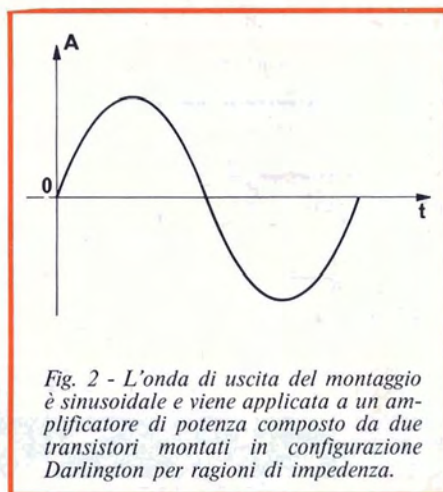 A
0
t
Fig. 2 - L'onda di uscita del montaggio
è sinusoidale e viene applicata a un am-
plificatore di potenza composto da due
transistori montati in configurazione
Darlington per ragioni di impedenza.